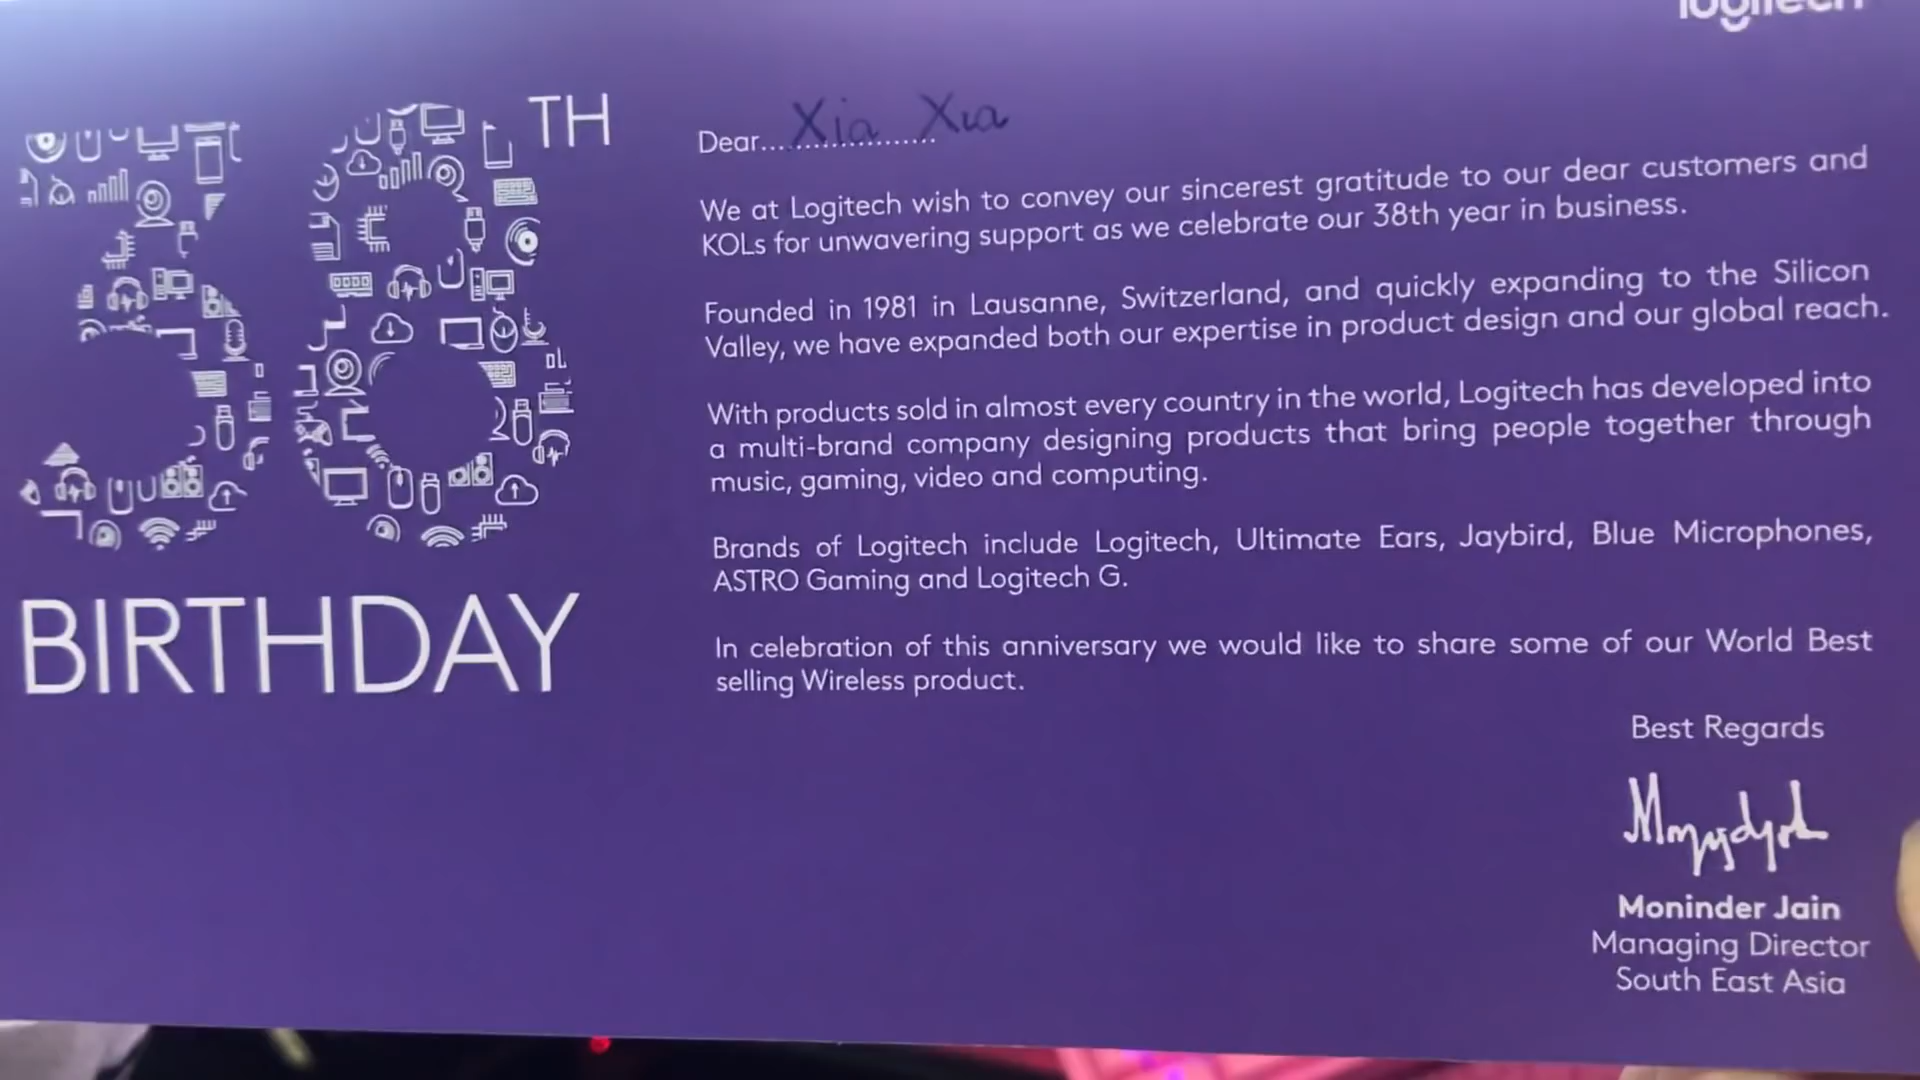 logitech
38TH
BIRTHDAY
Dear................... Xia Xia
We at Logitech wish to convey our sincerest gratitude to our dear customers and
KOLs for unwavering support as we celebrate our 38th year in business.
Founded in 1981 in Lausanne, Switzerland, and quickly expanding to the Silicon
Valley, we have expanded both our expertise in product design and our global reach.
With products sold in almost every country in the world, Logitech has developed into
a multi-brand company designing products that bring people together through
music, gaming, video and computing.
Brands of Logitech include Logitech, Ultimate Ears, Jaybird, Blue Microphones,
ASTRO Gaming and Logitech G.
In celebration of this anniversary we would like to share some of our World Best
selling Wireless product.
Best Regards
Moninder Jain
Managing Director
South East Asia